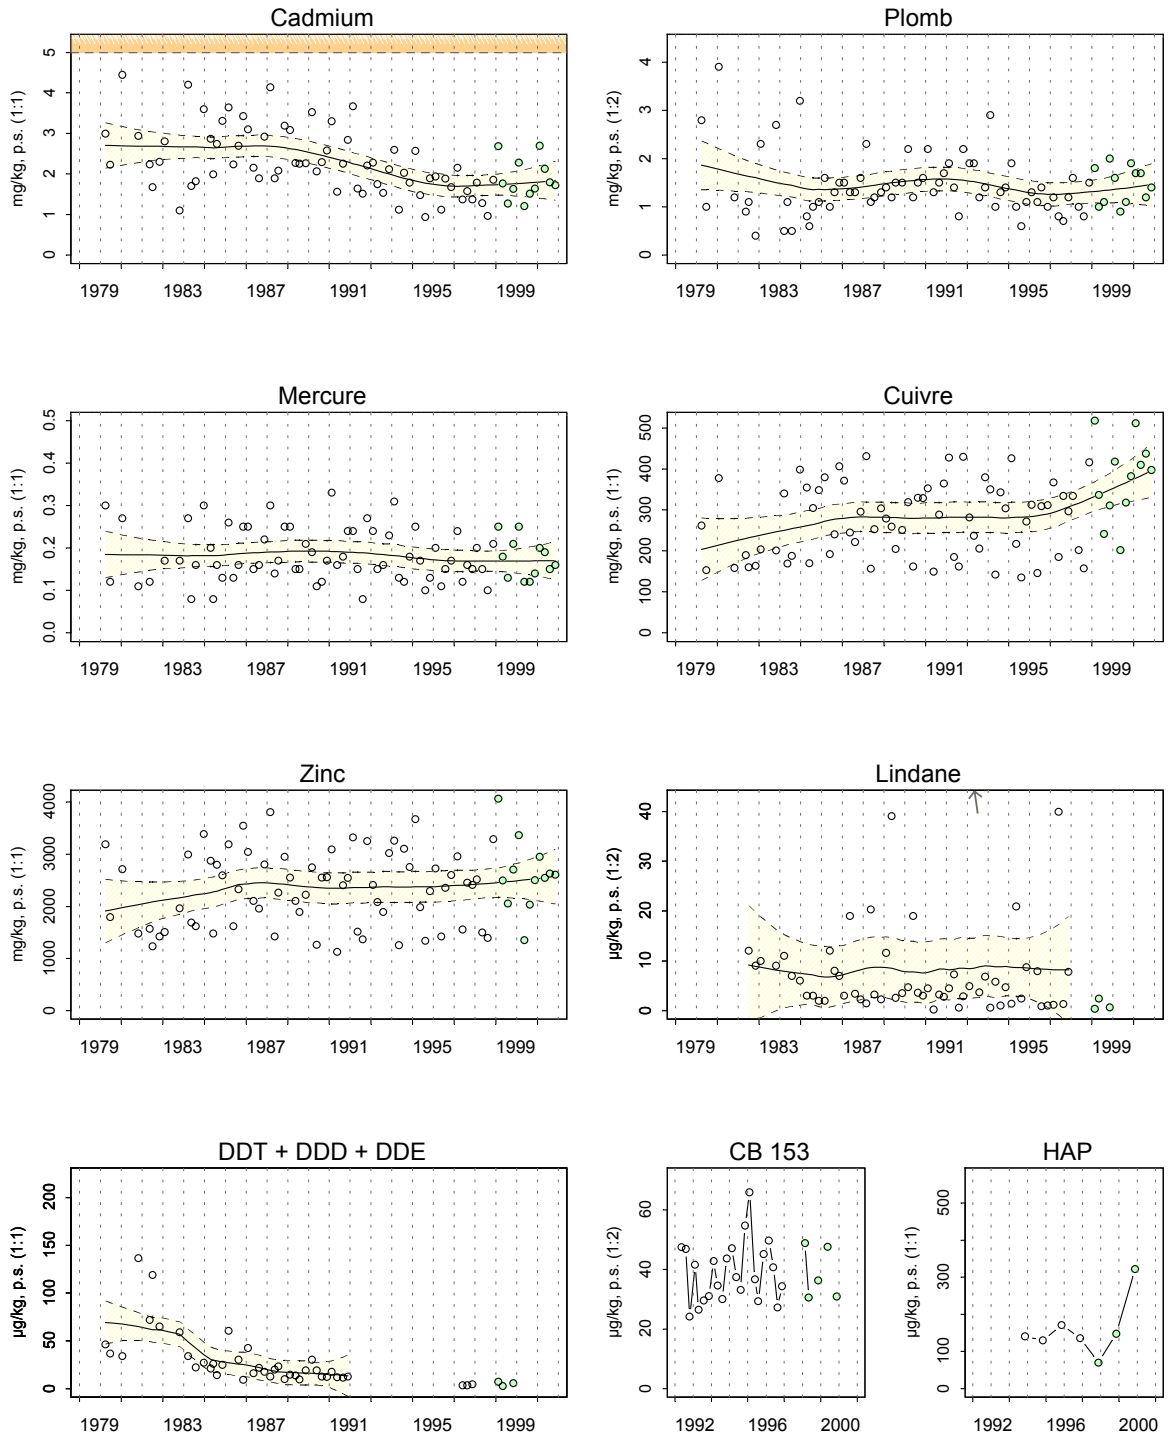 Cadmium
mg/kg, p.s. (1:1)
0 1 2 3 4 5
1979 1983 1987 1991 1995 1999
Plomb
mg/kg, p.s. (1:2)
0 1 2 3 4
1979 1983 1987 1991 1995 1999
Mercure
mg/kg, p.s. (1:1)
0.0 0.1 0.2 0.3 0.4 0.5
1979 1983 1987 1991 1995 1999
Cuivre
mg/kg, p.s. (1:1)
0 100 200 300 400 500
1979 1983 1987 1991 1995 1999
Zinc
mg/kg, p.s. (1:1)
0 1000 2000 3000 4000
1979 1983 1987 1991 1995 1999
Lindane
µg/kg, p.s. (1:2)
0 10 20 30 40
1979 1983 1987 1991 1995 1999
DDT + DDD + DDE
µg/kg, p.s. (1:1)
0 50 100 150 200
1979 1983 1987 1991 1995 1999
CB 153
µg/kg, p.s. (1:2)
0 20 40 60
1992 1996 2000
HAP
µg/kg, p.s. (1:1)
0 100 300 500
1992 1996 2000